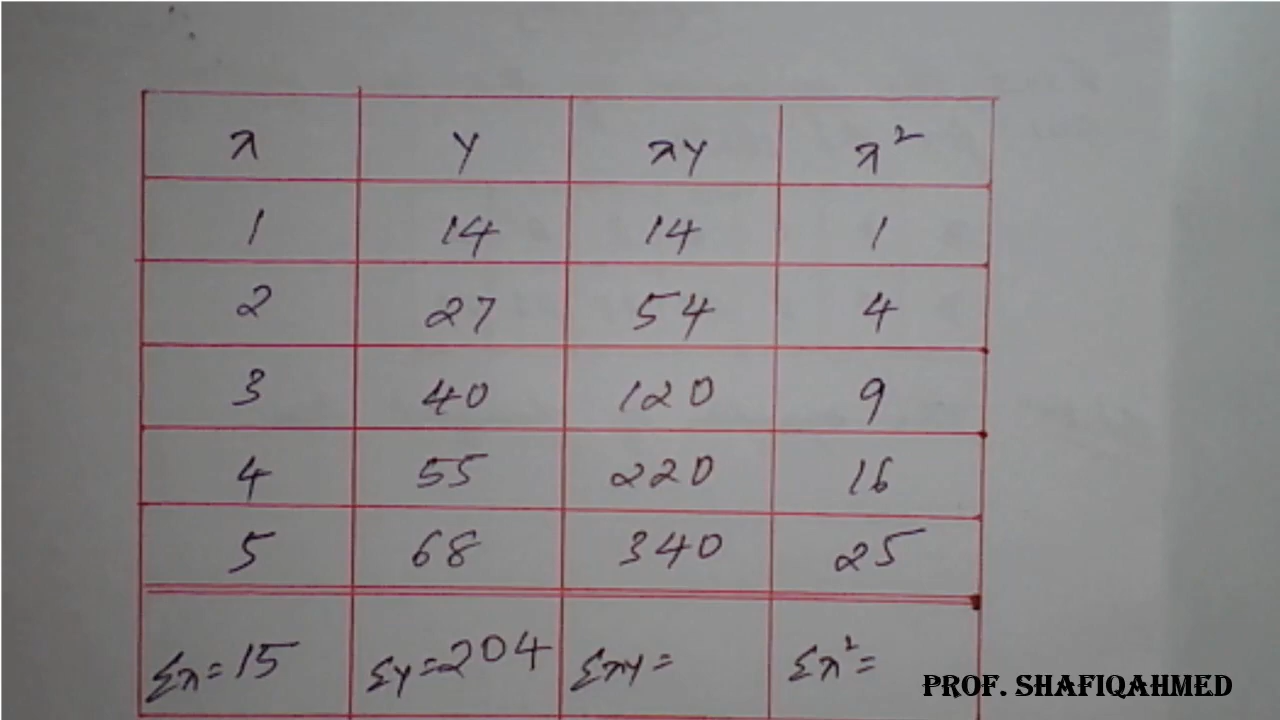 x y xy x²
1 14 14 1
2 27 54 4
3 40 120 9
4 55 220 16
5 68 340 25
Σx=15 Σy=204 Σxy= Σx²=
PROF. SHAFIQAHMED